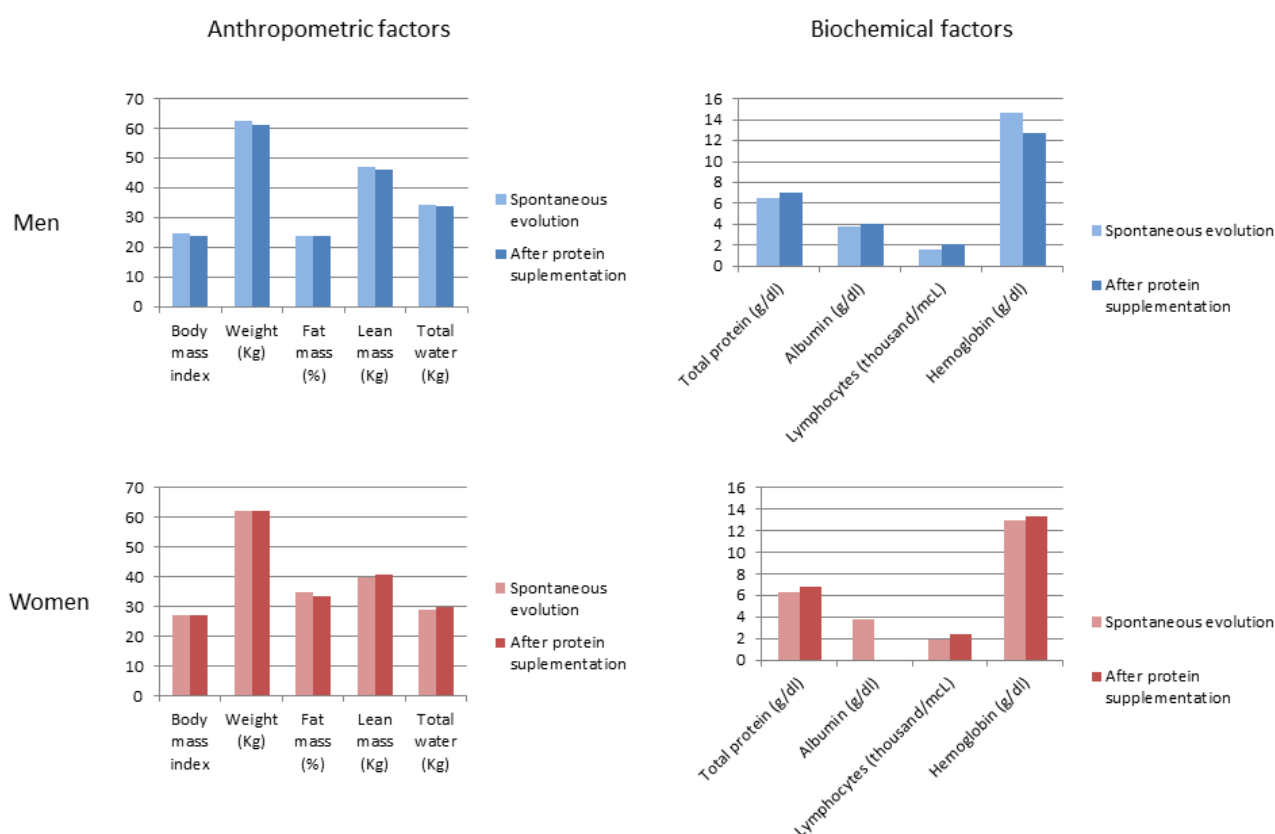 Anthropometric factors
Biochemical factors
Men
70
60
50
40
30
20
10
0
Body
mass
index
Weight
(Kg)
Fat
mass
(%)
Lean
mass
(Kg)
Total
water
(Kg)
Spontaneous
evolution
After protein
suplementation
16
14
12
10
8
6
4
2
0
Total protein (g/dl)
Albumin (g/dl)
Lymphocytes (thousand/mcL)
Hemoglobin (g/dl)
Spontaneous evolution
After protein
supplementation
Women
70
60
50
40
30
20
10
0
Body
mass
index
Weight
(Kg)
Fat
mass
(%)
Lean
mass
(Kg)
Total
water
(Kg)
Spontaneous
evolution
After protein
suplementation
16
14
12
10
8
6
4
2
0
Total protein (g/dl)
Albumin (g/dl)
Lymphocytes (thousand/mcL)
Hemoglobin (g/dl)
Spontaneous evolution
After protein
supplementation